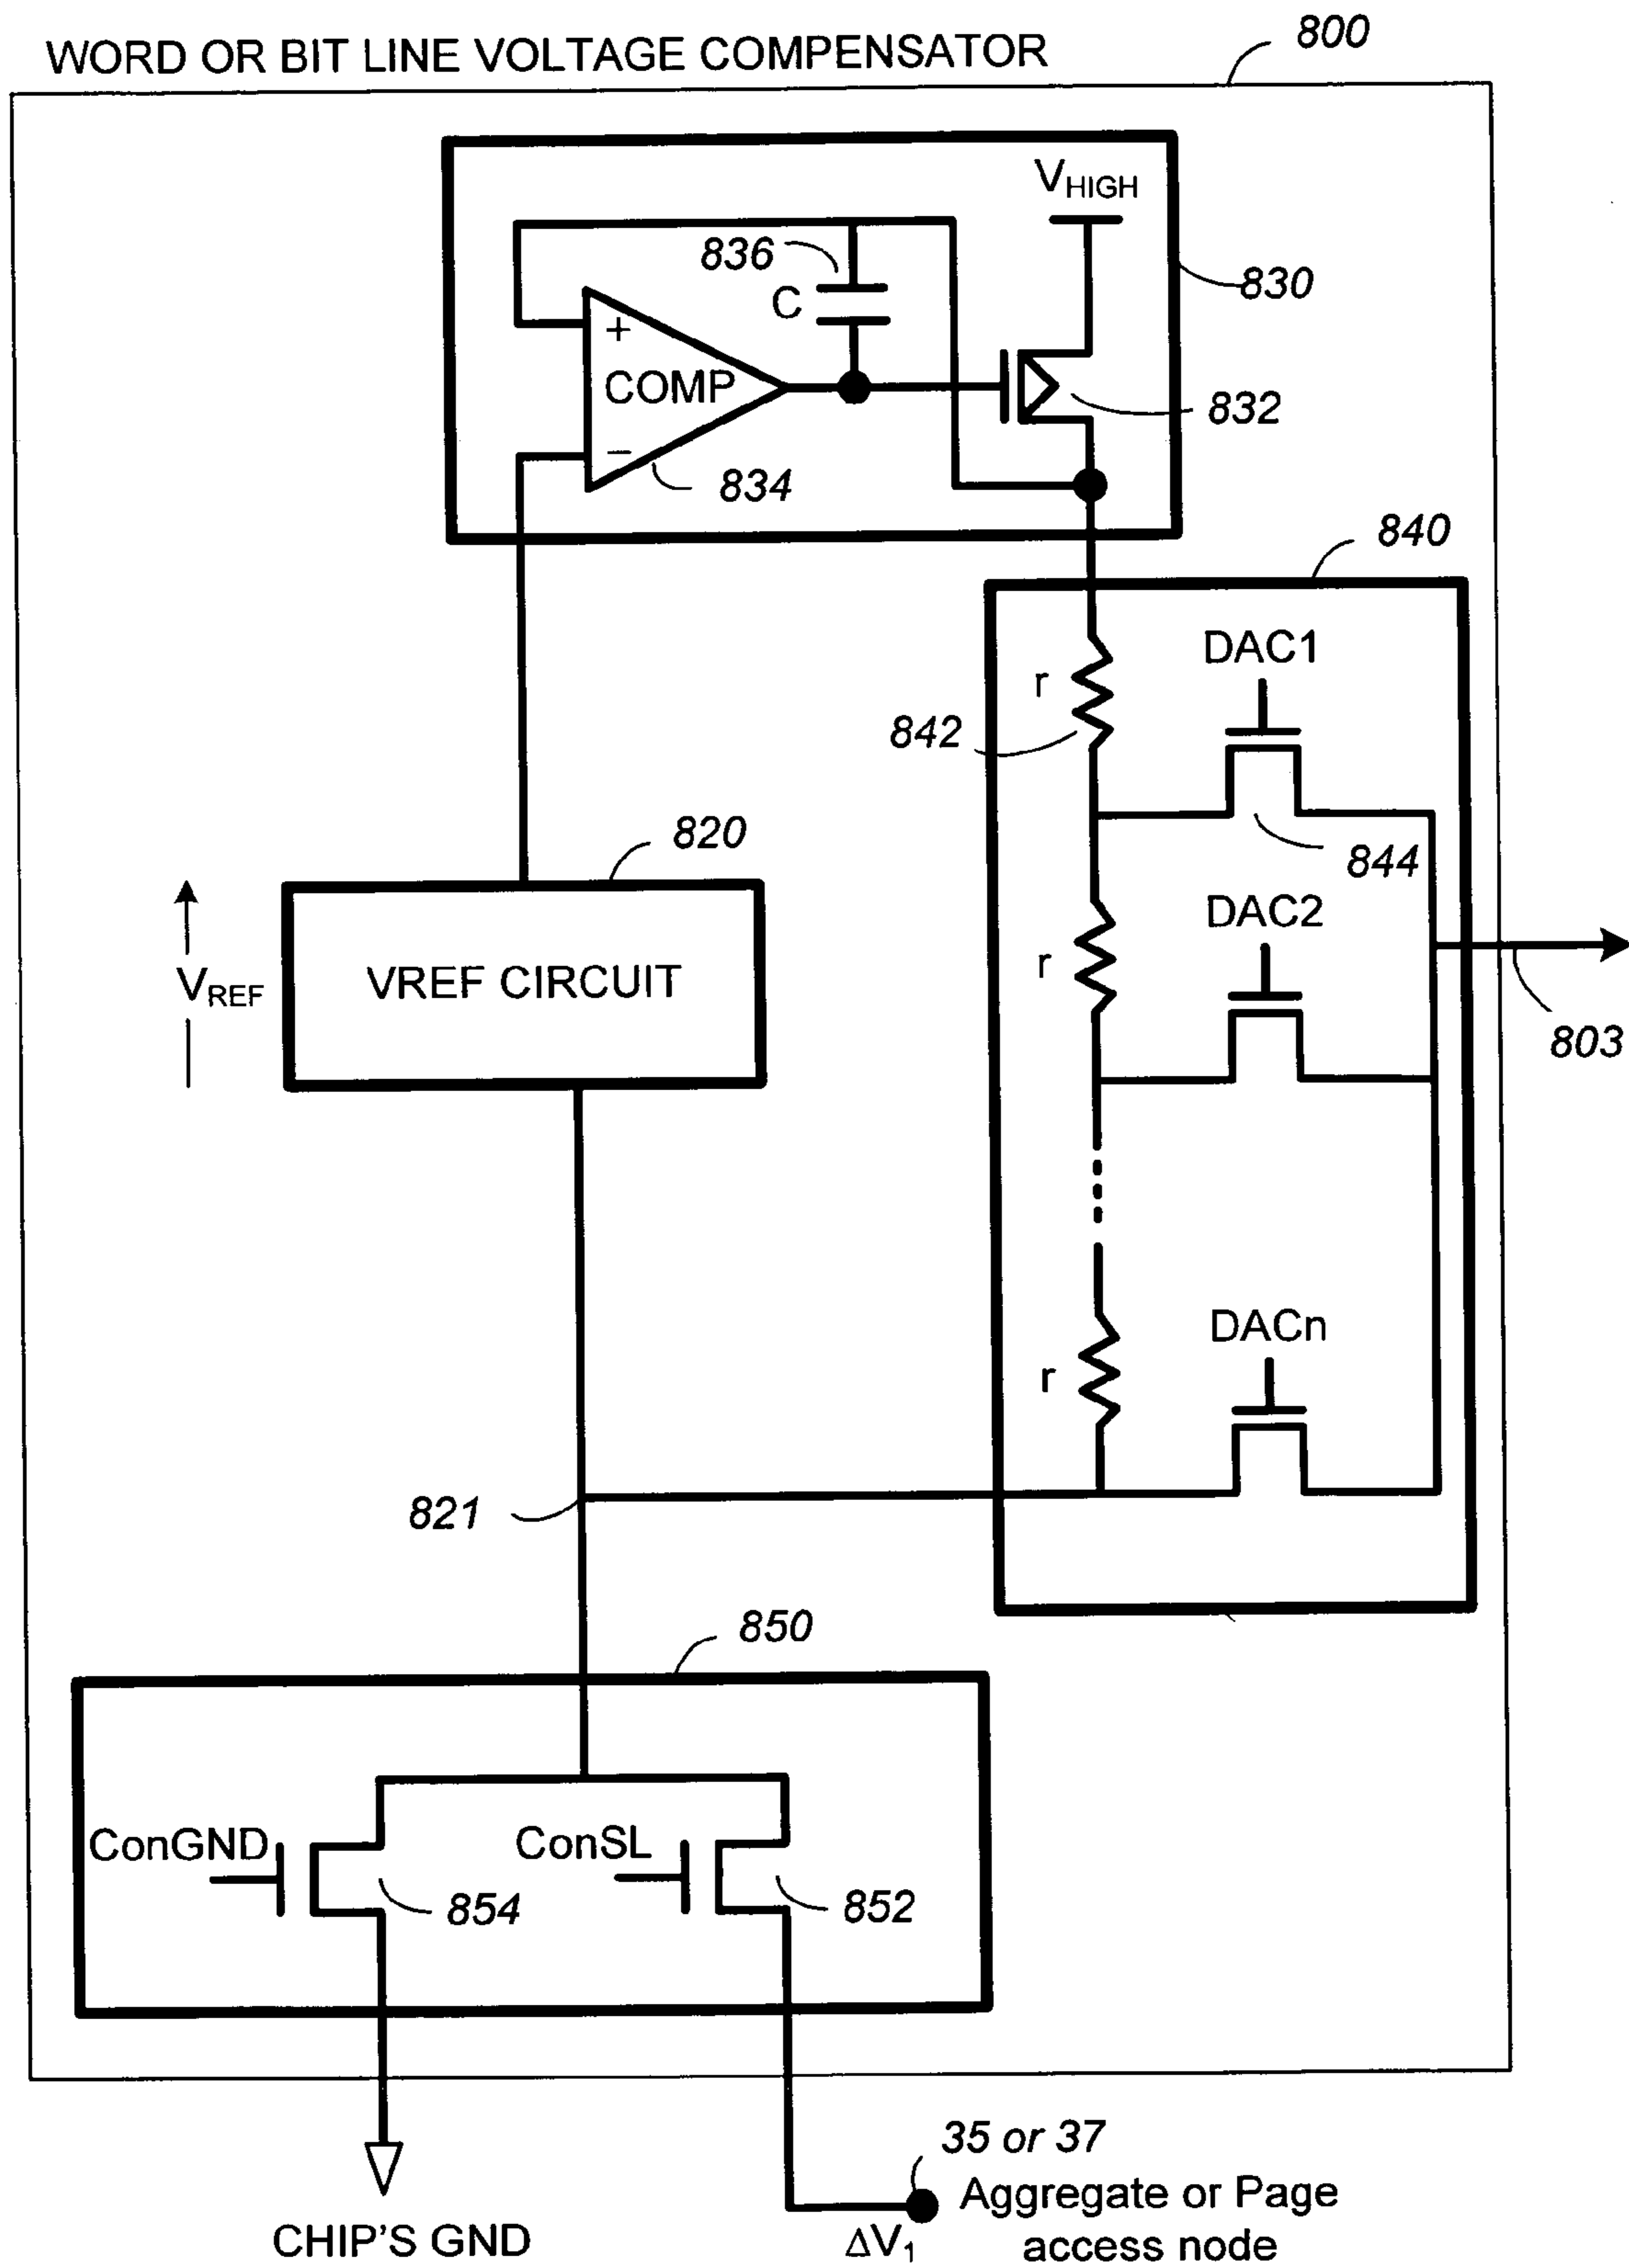 800
WORD OR BIT LINE VOLTAGE COMPENSATOR
VHIGH
836
830
C
+
COMP
832
−
834
840
DAC1
r
842
820
844
DAC2
VREF
VREF CIRCUIT
r
803
DACn
r
821
850
ConGND
ConSL
854
852
35 or 37
Aggregate or Page
CHIP'S GND
ΔV1
access node